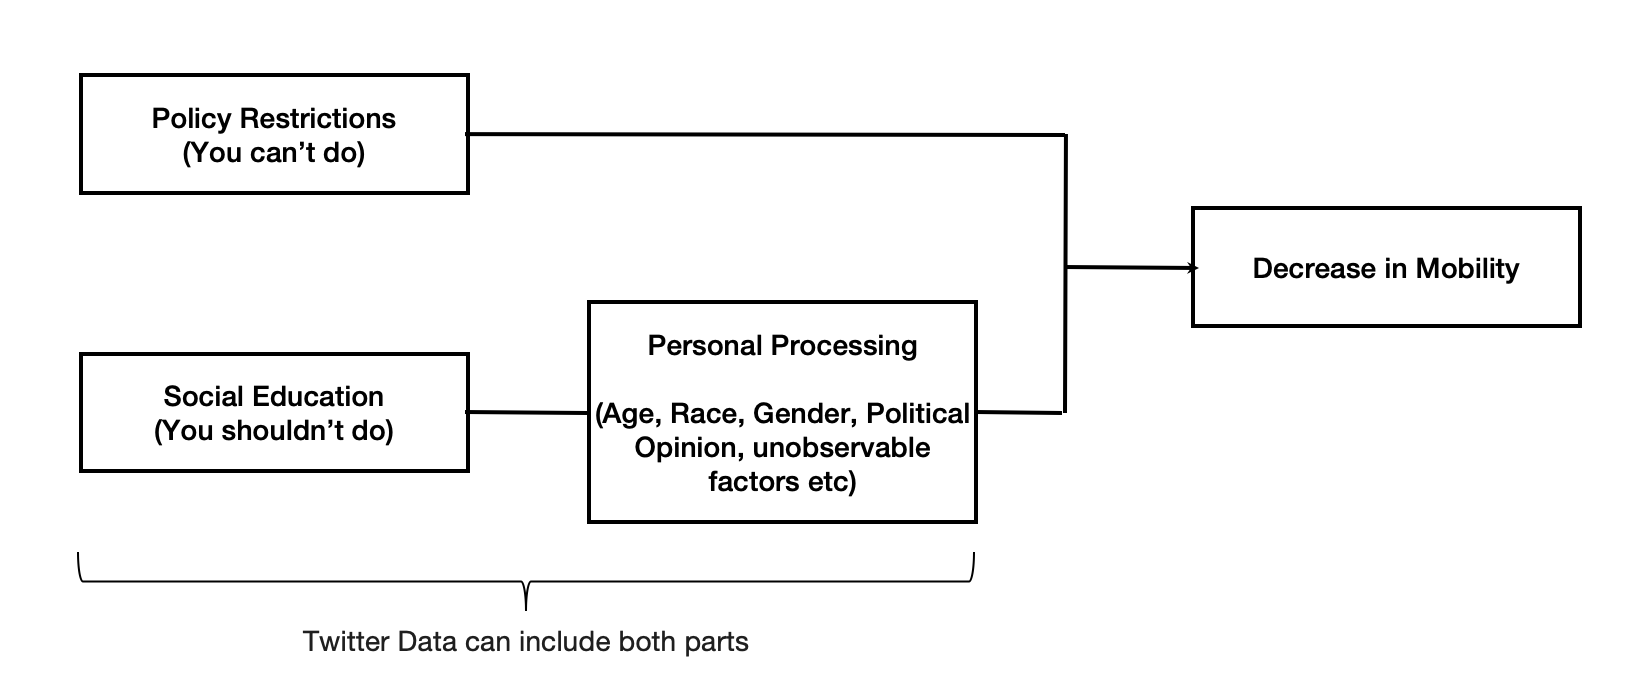 Policy Restrictions
(You can’t do)
Decrease in Mobility
Personal Processing
(Age, Race, Gender, Political
Opinion, unobservable
factors etc)
Social Education
(You shouldn’t do)
Twitter Data can include both parts